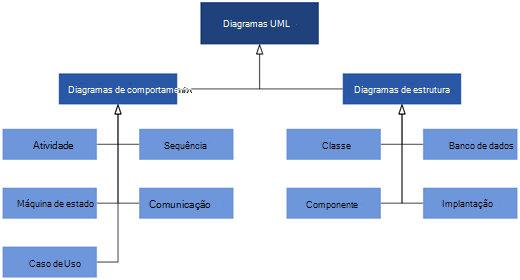 Diagramas UML
Diagramas de comportamento
Diagramas de estrutura
Atividade
Sequência
Classe
Banco de dados
Máquina de estado
Comunicação
Componente
Implantação
Caso de Uso